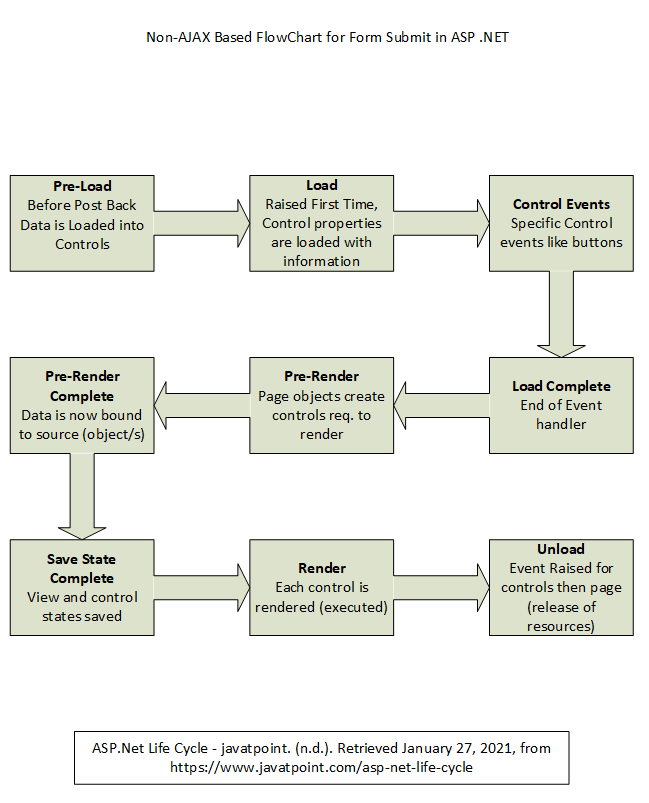 Non-AJAX Based FlowChart for Form Submit in ASP .NET
Pre-Load
Before Post Back
Data is Loaded into
Controls
Load
Raised First Time,
Control properties
are loaded with
information
Control Events
Specific Control
events like buttons
Load Complete
End of Event
handler
Pre-Render
Page objects create
controls req. to
render
Pre-Render
Complete
Data is now bound
to source (object/s)
Save State
Complete
View and control
states saved
Render
Each control is
rendered (executed)
Unload
Event Raised for
controls then page
(release of
resources)
ASP.Net Life Cycle - javatpoint. (n.d.). Retrieved January 27, 2021, from
https://www.javatpoint.com/asp-net-life-cycle